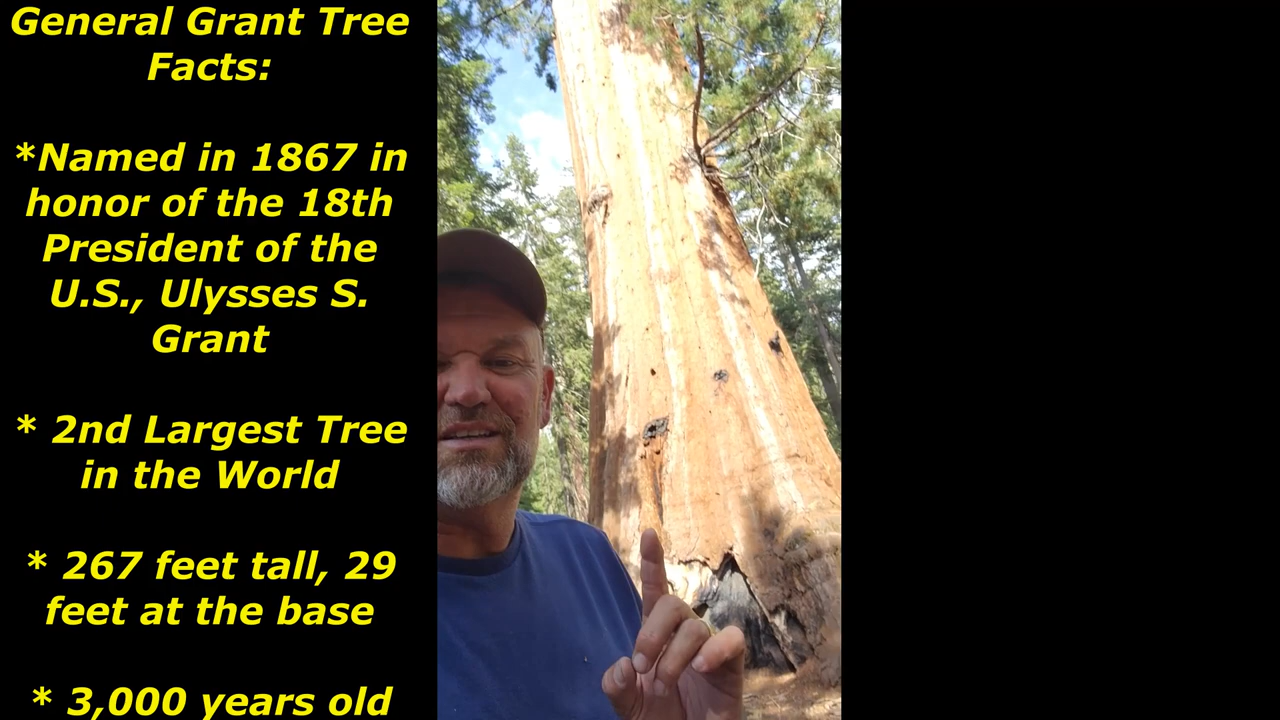 General Grant Tree
Facts:
*Named in 1867 in
honor of the 18th
President of the
U.S., Ulysses S.
Grant
* 2nd Largest Tree
in the World
* 267 feet tall, 29
feet at the base
* 3,000 years old